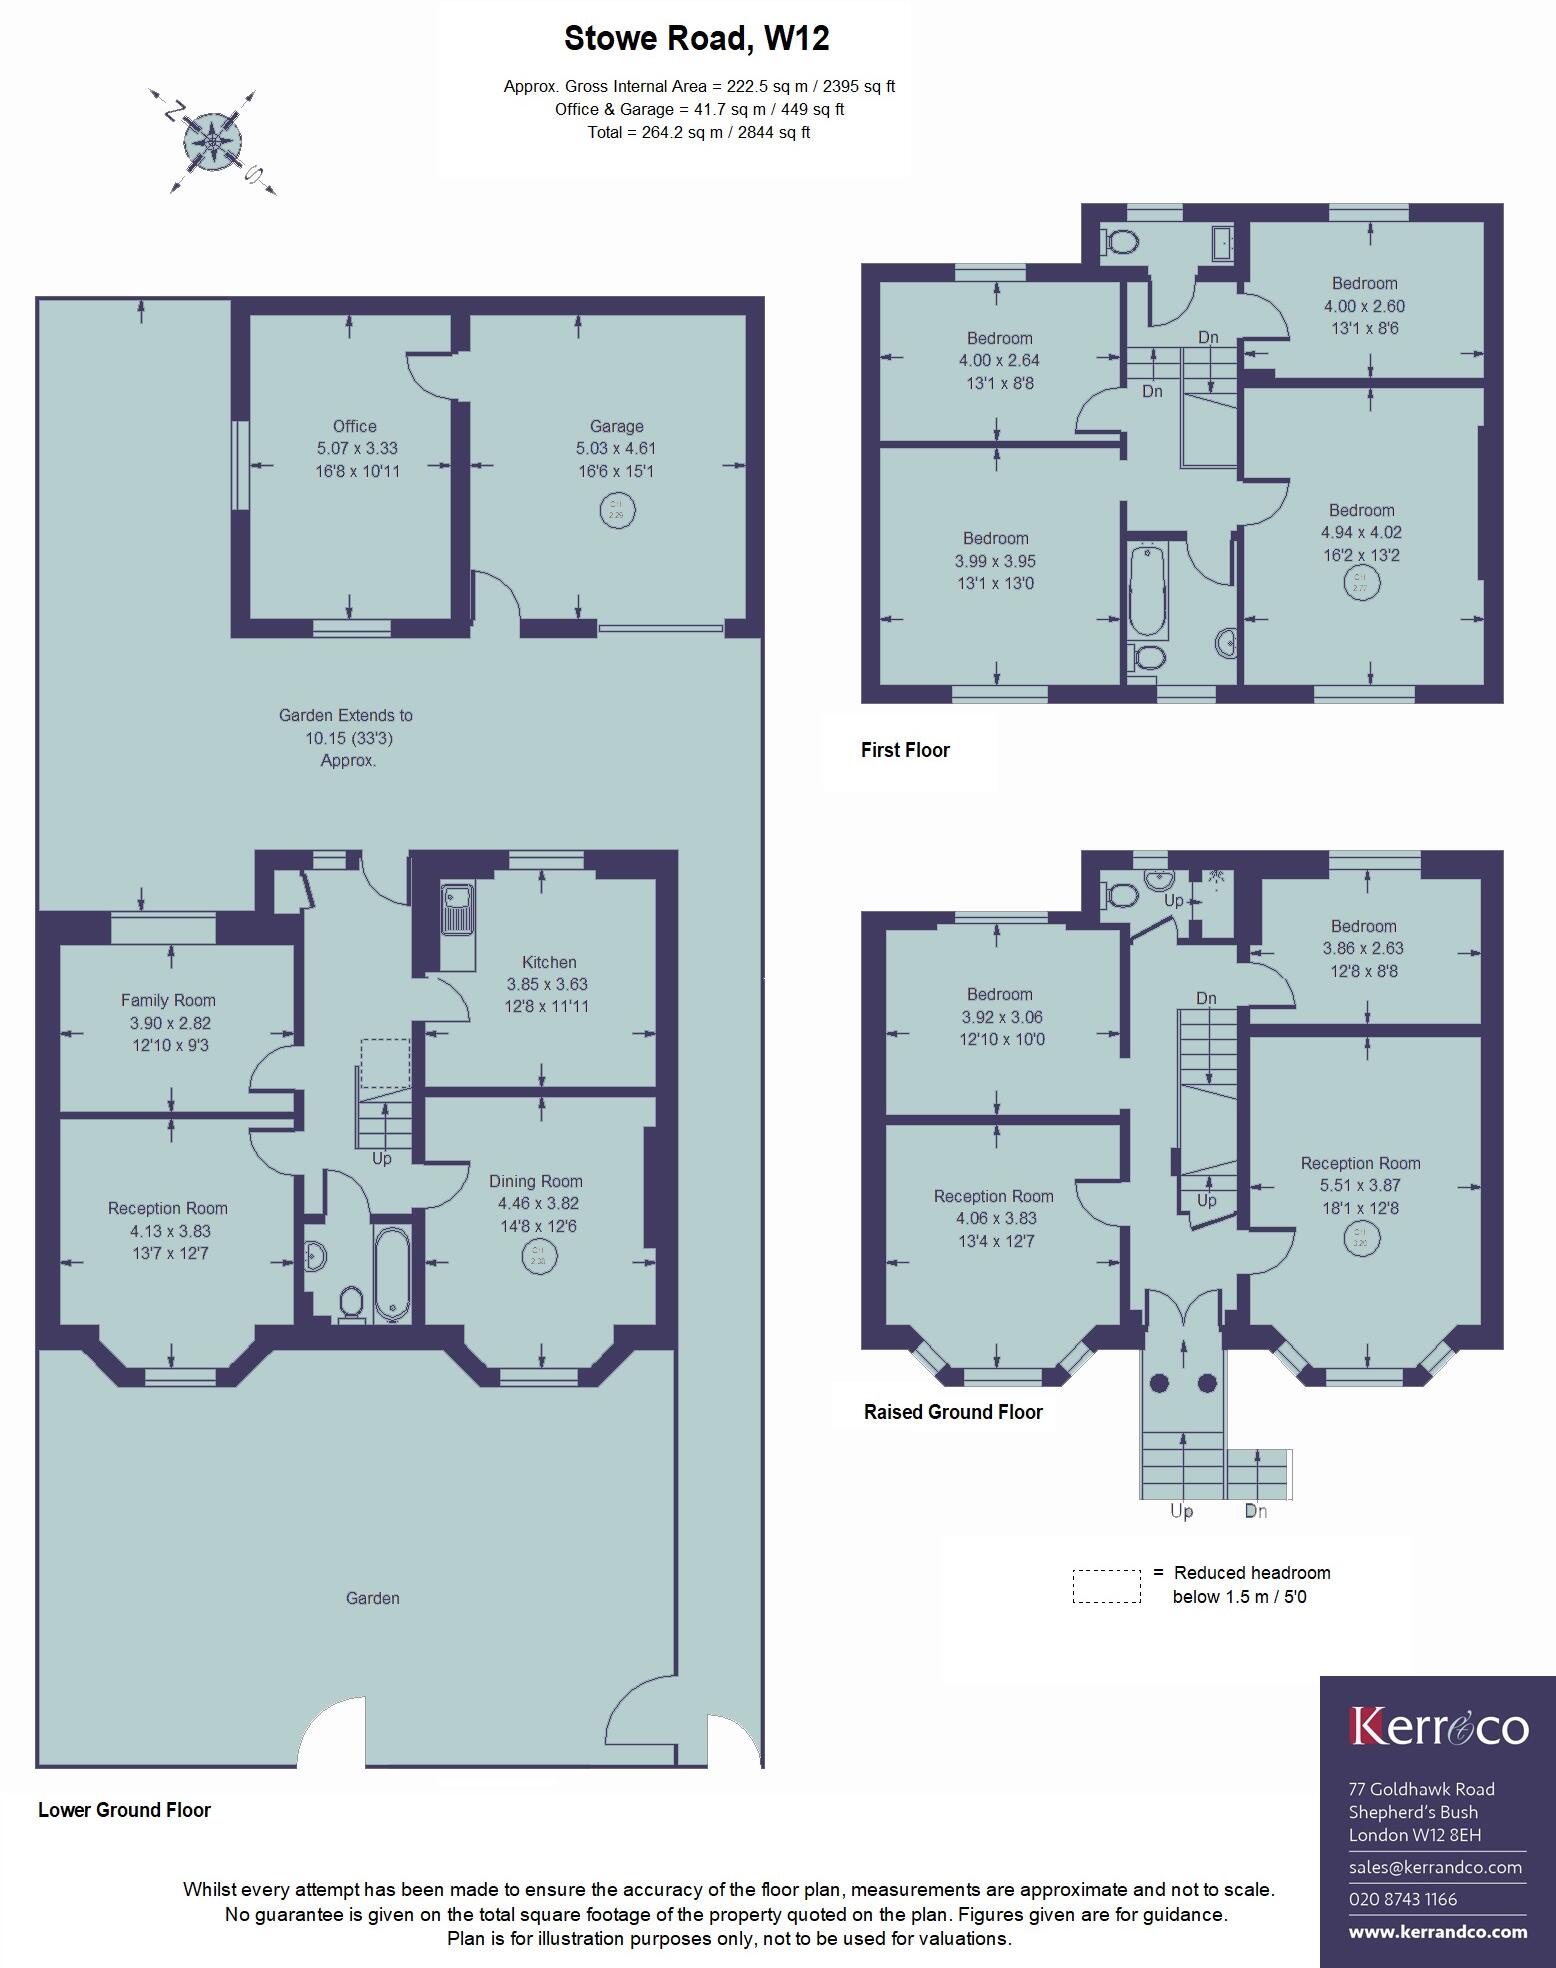 Stowe Road, W12
Approx. Gross Internal Area = 222.5 sq m / 2395 sq ft
Office & Garage = 41.7 sq m / 449 sq ft
Total = 264.2 sq m / 2844 sq ft
N
S
Office
5.07 x 3.33
16'8 x 10'11
Garage
5.03 x 4.61
16'6 x 15'1
CH
2.29
Garden Extends to
10.15 (33'3)
Approx.
Kitchen
3.85 x 3.63
12'8 x 11'11
Family Room
3.90 x 2.82
12'10 x 9'3
Up
Dining Room
4.46 x 3.82
14'8 x 12'6
CH
Reception Room
4.13 x 3.83
13'7 x 12'7
Garden
Lower Ground Floor
Bedroom
4.00 x 2.60
13'1 x 8'6
Bedroom
4.00 x 2.64
13'1 x 8'8
Dn
Dn
Bedroom
4.94 x 4.02
16'2 x 13'2
CH
2.77
Bedroom
3.99 x 3.95
13'1 x 13'0
First Floor
Up
Bedroom
3.86 x 2.63
12'8 x 8'8
Bedroom
3.92 x 3.06
12'10 x 10'0
Dn
Reception Room
5.51 x 3.87
18'1 x 12'8
CH
3.20
Reception Room
4.06 x 3.83
13'4 x 12'7
Up
Raised Ground Floor
Up
Dn
= Reduced headroom
below 1.5 m / 5'0
Kerr&co
77 Goldhawk Road
Shepherd's Bush
London W12 8EH
sales@kerrandco.com
020 8743 1166
www.kerrandco.com
Whilst every attempt has been made to ensure the accuracy of the floor plan, measurements are approximate and not to scale.
No guarantee is given on the total square footage of the property quoted on the plan. Figures given are for guidance.
Plan is for illustration purposes only, not to be used for valuations.